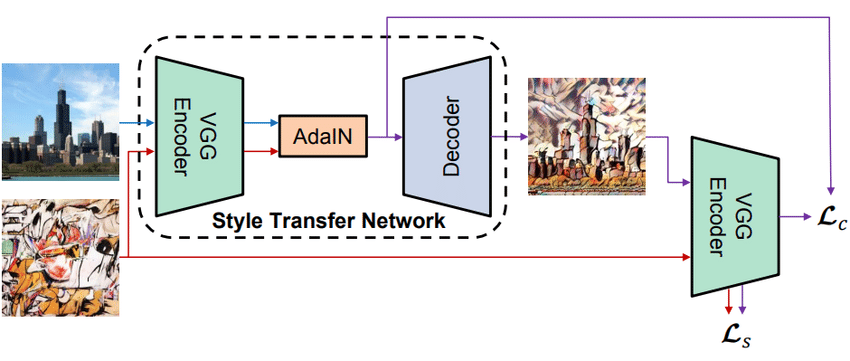 VGG
Encoder
AdaIN
Decoder
Style Transfer Network
VGG
Encoder
ℒc
ℒs